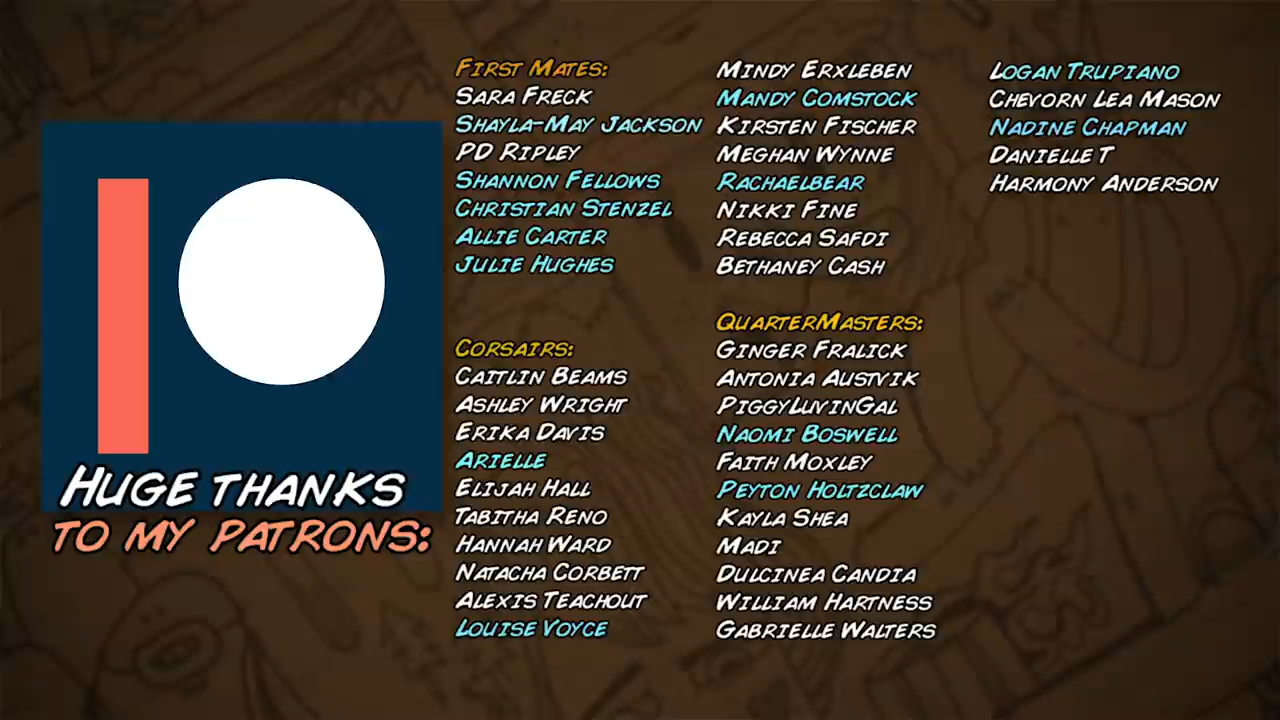 Huge thanks
to my patrons:
First Mates:
Sara Freck
Shayla-May Jackson
PD Ripley
Shannon Fellows
Christian Stenzel
Allie Carter
Julie Hughes
Corsairs:
Caitlin Beams
Ashley Wright
Erika Davis
Arielle
Elijah Hall
Tabitha Reno
Hannah Ward
Natacha Corbett
Alexis Teachout
Louise Voyce
Mindy Erxleben
Mandy Comstock
Kirsten Fischer
Meghan Wynne
Rachaelbear
Nikki Fine
Rebecca Safdi
Bethaney Cash
QuarterMasters:
Ginger Fralick
Antonia Austvik
PiggyLuvinGal
Naomi Boswell
Faith Moxley
Peyton Holtzclaw
Kayla Shea
Madi
Dulcinea Candia
William Hartness
Gabrielle Walters
Logan Trupiano
Chevorn Lea Mason
Nadine Chapman
Danielle T
Harmony Anderson